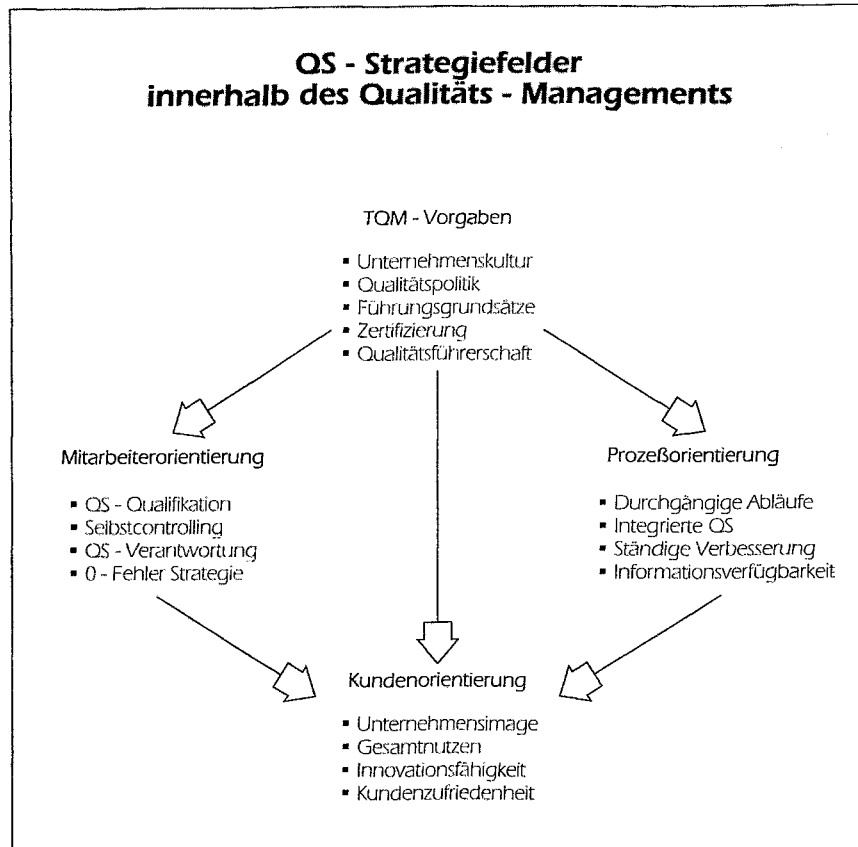 QS - Strategiefelder
innerhalb des Qualitäts - Managements
TQM - Vorgaben
▪ Unternehmenskultur
▪ Qualitätspolitik
▪ Führungsgrundsätze
▪ Zertifizierung
▪ Qualitätsführerschaft
Mitarbeiterorientierung
▪ QS - Qualifikation
▪ Selbstcontrolling
▪ QS - Verantwortung
▪ 0 - Fehler Strategie
Prozeßorientierung
▪ Durchgängige Abläufe
▪ Integrierte QS
▪ Ständige Verbesserung
▪ Informationsverfügbarkeit
Kundenorientierung
▪ Unternehmensimage
▪ Gesamtnutzen
▪ Innovationsfähigkeit
▪ Kundenzufriedenheit